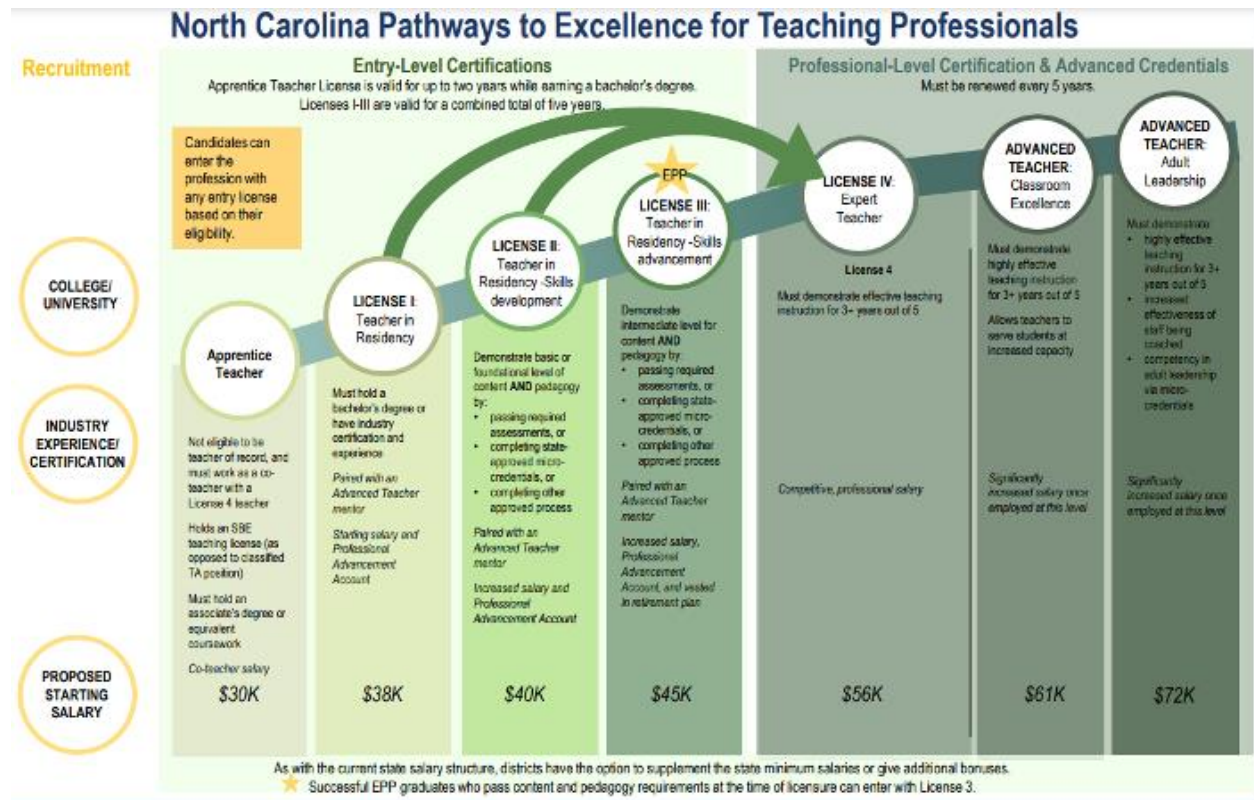 North Carolina Pathways to Excellence for Teaching Professionals
Recruitment
Entry-Level Certifications
Apprentice Teacher License is valid for up to two years while earning a bachelor's degree.
Licenses I-III are valid for a combined total of five years.
Professional-Level Certification & Advanced Credentials
Must be renewed every 5 years.
Candidates can
enter the
profession with
any entry license
based on their
eligibility.
COLLEGE/
UNIVERSITY
INDUSTRY
EXPERIENCE/
CERTIFICATION
PROPOSED
STARTING
SALARY
Apprentice
Teacher
Not eligible to be
teacher of record, and
must work as a co-
teacher with a
License 4 teacher
Holds an SBE
teaching license (as
opposed to classified
TA position)
Must hold an
associate's degree or
equivalent
coursework
Co-teacher salary
$30K
LICENSE I:
Teacher in
Residency
Must hold a
bachelor's degree or
have industry
certification and
experience
Paired with an
Advanced Teacher
mentor
Starting salary and
Professional
Advancement
Account
$38K
LICENSE II:
Teacher in
Residency -Skills
development
Demonstrate basic or
foundational level of
content AND pedagogy
by:
• passing required
assessments, or
• completing state-
approved micro-
credentials, or
• completing other
approved process
Paired with an
Advanced Teacher
mentor
Increased salary and
Professional
Advancement Account
$40K
EPP
LICENSE III:
Teacher in
Residency -Skills
advancement
Demonstrate
intermediate level for
content AND
pedagogy by:
• passing required
assessments, or
• completing state-
approved micro-
credentials, or
• completing other
approved process
Paired with an
Advanced Teacher
mentor
Increased salary,
Professional
Advancement
Account, and vested
in retirement plan
$45K
LICENSE IV:
Expert
Teacher
License 4
Must demonstrate effective teaching
instruction for 3+ years out of 5
Competitive, professional salary
$56K
ADVANCED
TEACHER:
Classroom
Excellence
Must demonstrate
highly effective
teaching instruction
for 3+ years out of 5
Allows teachers to
serve students at
increased capacity
Significantly
increased salary once
employed at this level
$61K
ADVANCED
TEACHER:
Adult
Leadership
Must demonstrate:
• highly effective
teaching
instruction for 3+
years out of 5
• increased
effectiveness of
staff being
coached
• competency in
adult leadership
via micro-
credentials
Significantly
increased salary once
employed at this level
$72K
As with the current state salary structure, districts have the option to supplement the state minimum salaries or give additional bonuses.
Successful EPP graduates who pass content and pedagogy requirements at the time of licensure can enter with License 3.